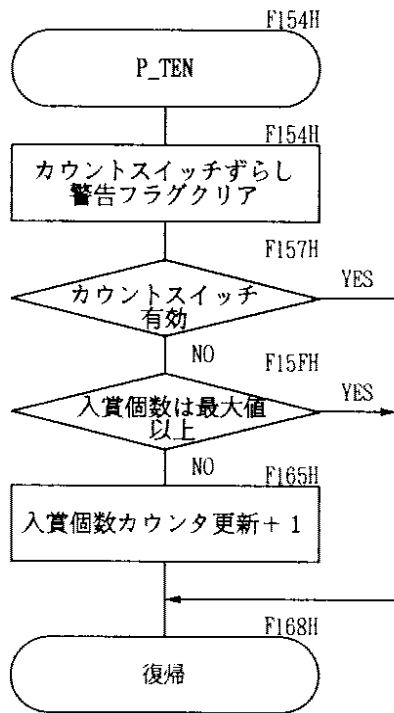 F154H
P_TEN
F154H
カウントスイッチずらし
警告フラグクリア
F157H
カウントスイッチ
有効
YES
NO
F15FH
入賞個数は最大値
以上
YES
NO
F165H
入賞個数カウンタ更新+1
F168H
復帰